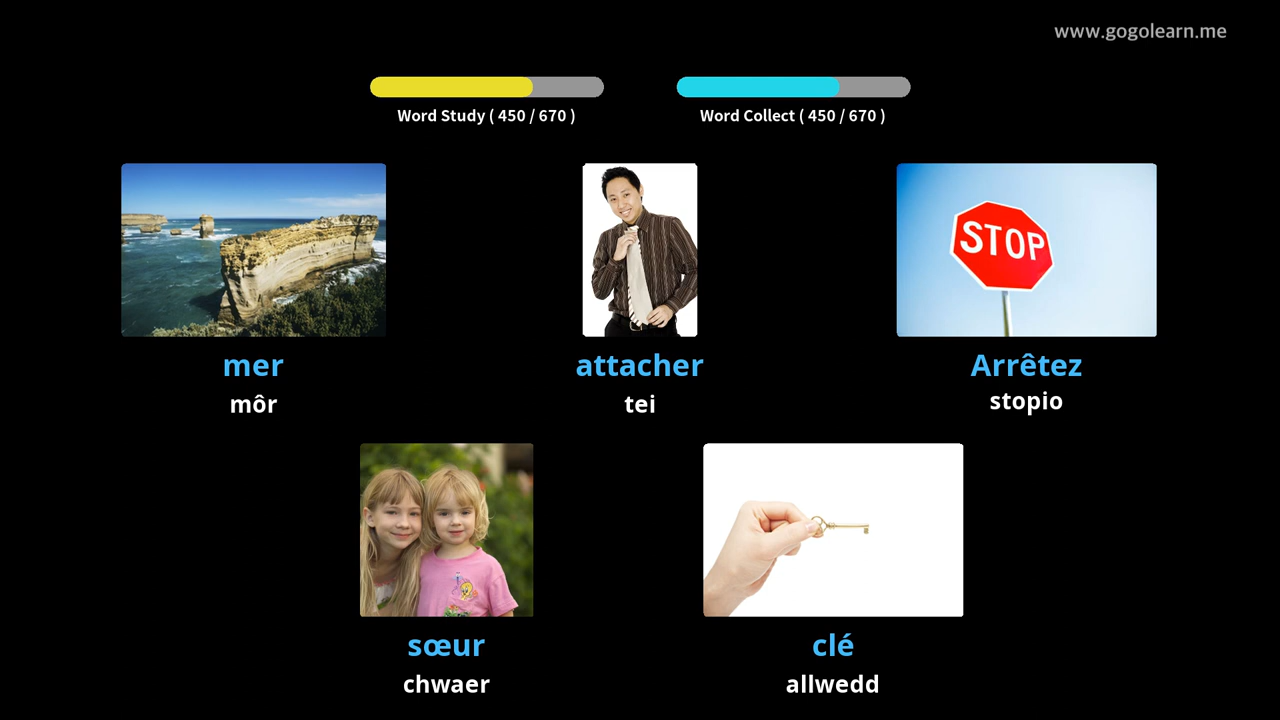 www.gogolearn.me
Word Study ( 450 / 670 )
Word Collect ( 450 / 670 )
STOP
mer
môr
attacher
tei
Arrêtez
stopio
sœur
chwaer
clé
allwedd